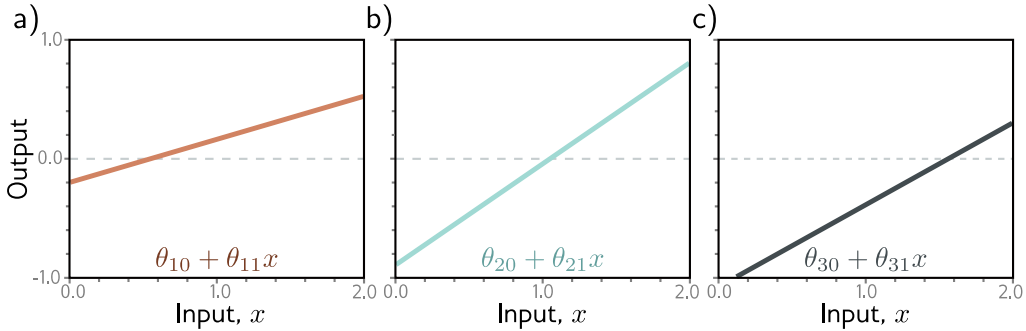 a) b) c)
1.0
Output
0.0
-1.0
θ₁₀ + θ₁₁x θ₂₀ + θ₂₁x θ₃₀ + θ₃₁x
0.0 1.0 2.0 0.0 1.0 2.0 0.0 1.0 2.0
Input, x Input, x Input, x